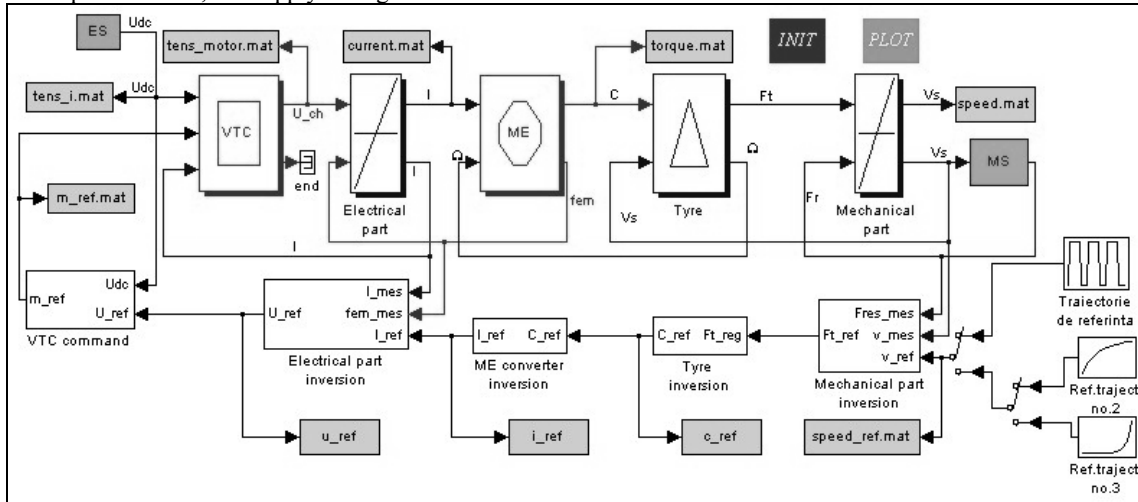 ES
Udc
tens_motor.mat
current.mat
torque.mat
INIT
PLOT
tens_i.mat
Udc
VTC
U_ch
end
I
I
Electrical
part
ME
Ω
fem
C
Tyre
Vs
Ft
Ω
Fr
Mechanical
part
Vs
Vs
speed.mat
MS
m_ref.mat
I
m_ref
Udc
U_ref
VTC command
U_ref
I_mes
fem_mes
I_ref
Electrical part
inversion
I_ref
C_ref
ME converter
inversion
C_ref
Ft_reg
Tyre
inversion
Ft_ref
Fres_mes
v_mes
v_ref
Mechanical part
inversion
Traiectorie
de referinta
Ref.traject
no.2
Ref.traject
no.3
u_ref
i_ref
c_ref
speed_ref.mat